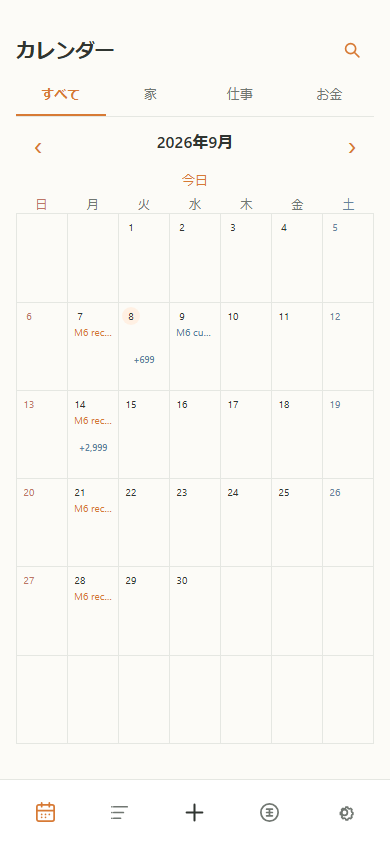 カレンダー
すべて 家 仕事 お金
2026年9月
今日
日 月 火 水 木 金 土
1 2 3 4 5
6 7 8 9 10 11 12
M6 rec... M6 cu...
+699
13 14 15 16 17 18 19
M6 rec...
+2,999
20 21 22 23 24 25 26
M6 rec...
27 28 29 30
M6 rec...